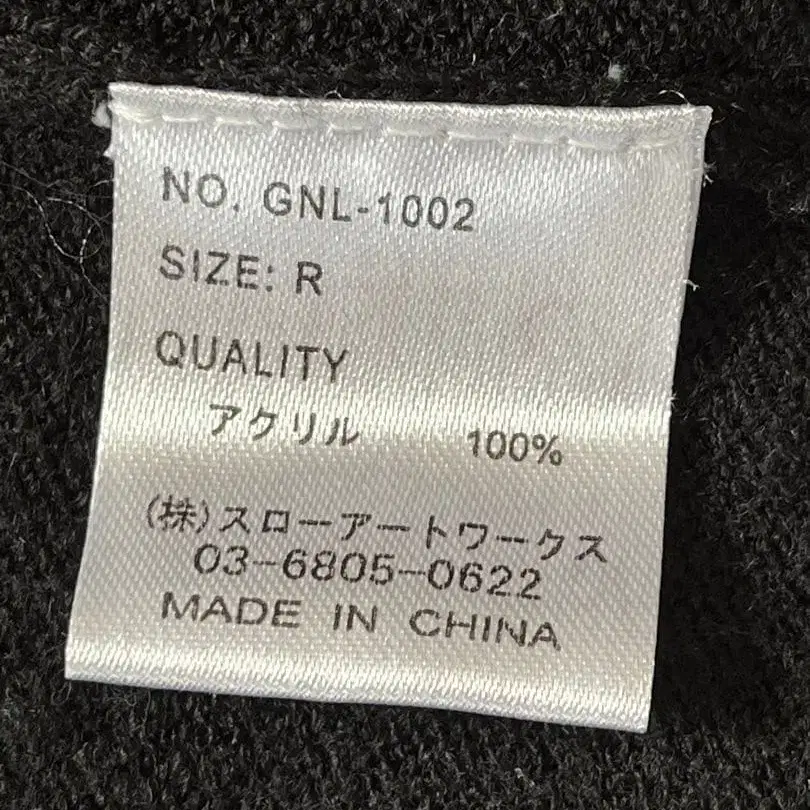 NO. GNL-1002
SIZE: R
QUALITY
アクリル 100%
(株)スローアートワークス
03-6805-0622
MADE IN CHINA